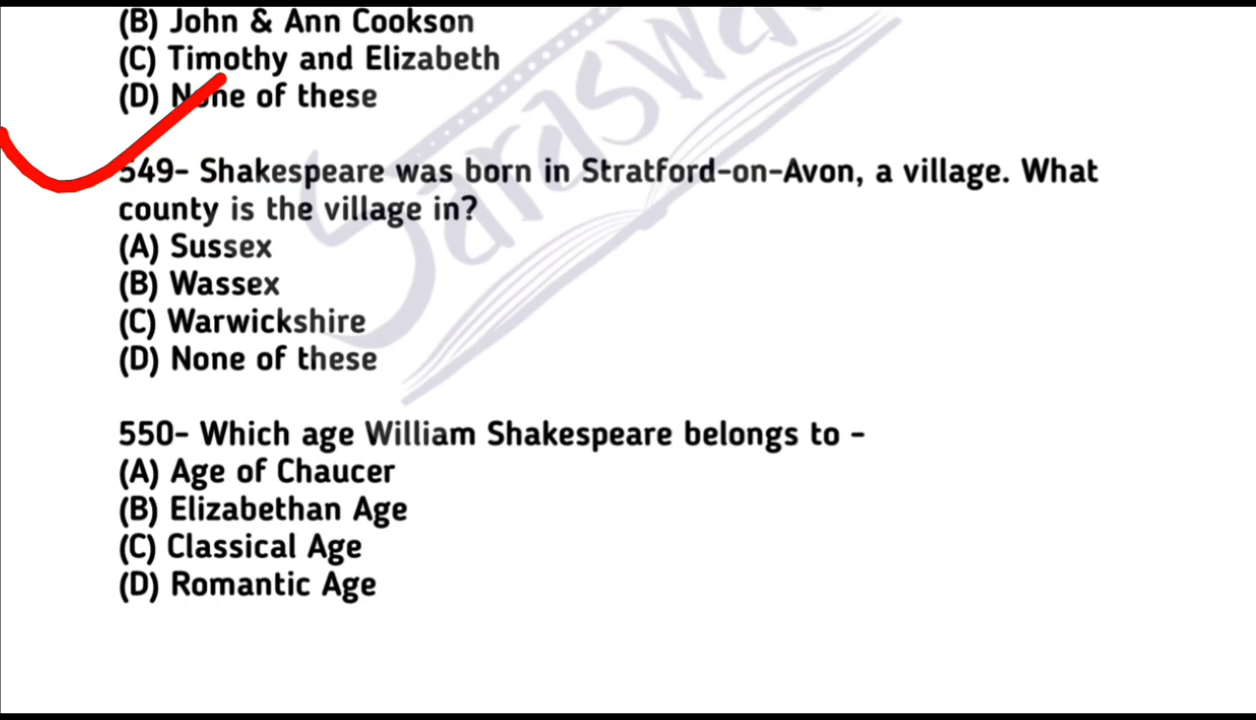 (B) John & Ann Cookson
(C) Timothy and Elizabeth
(D) None of these
549- Shakespeare was born in Stratford-on-Avon, a village. What
county is the village in?
(A) Sussex
(B) Wassex
(C) Warwickshire
(D) None of these
550- Which age William Shakespeare belongs to -
(A) Age of Chaucer
(B) Elizabethan Age
(C) Classical Age
(D) Romantic Age